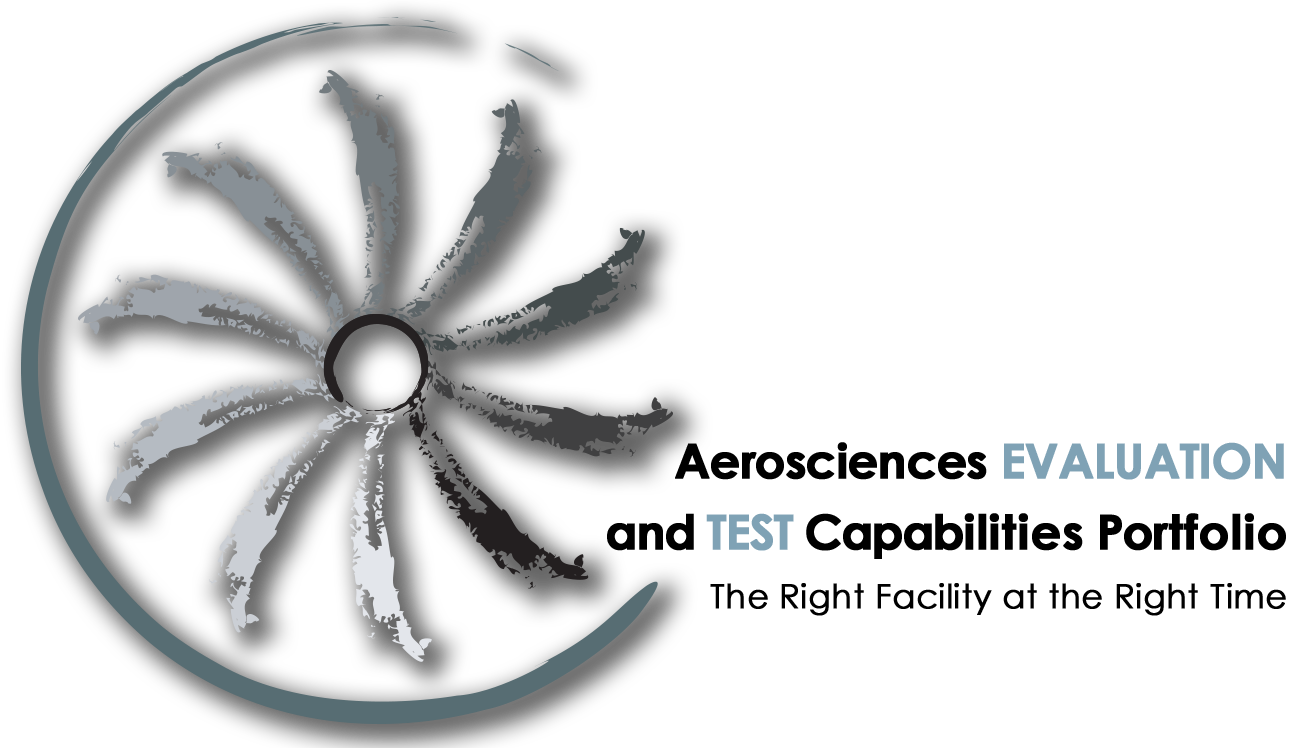 Aerosciences EVALUATION
and TEST Capabilities Portfolio
The Right Facility at the Right Time